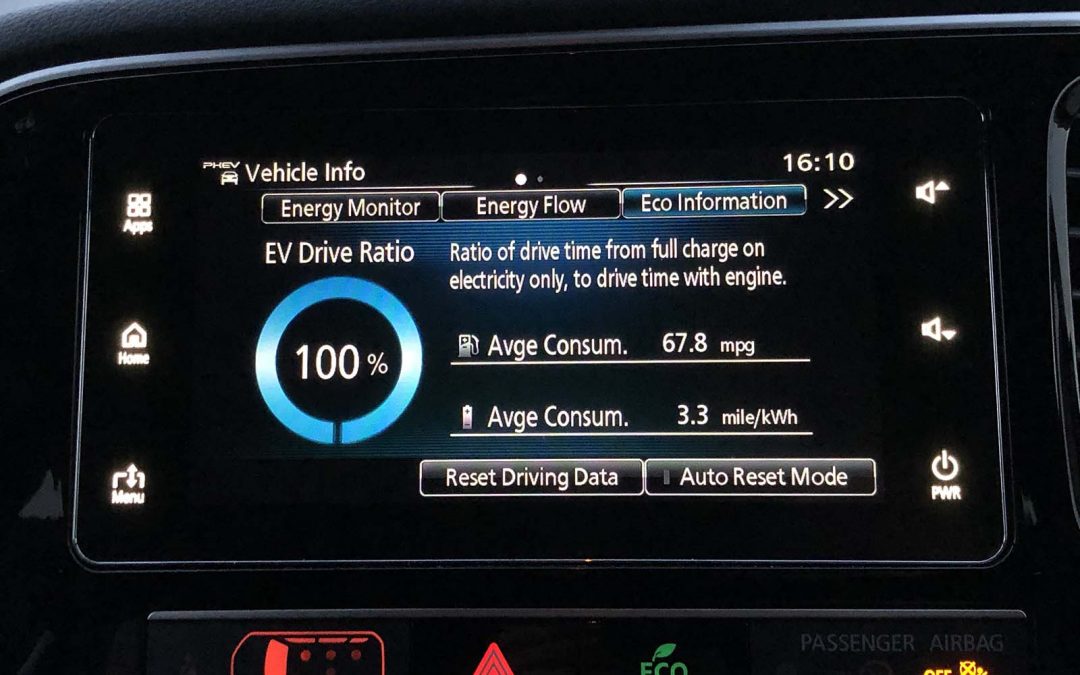 PHEV Vehicle Info
16:10
Energy Monitor
Energy Flow
Eco Information
Apps
EV Drive Ratio
Ratio of drive time from full charge on
electricity only, to drive time with engine.
100 %
Avge Consum. 67.8 mpg
Home
Avge Consum. 3.3 mile/kWh
Reset Driving Data
Auto Reset Mode
Menu
PWR
PASSENGER AIRBAG
ECO
OFF